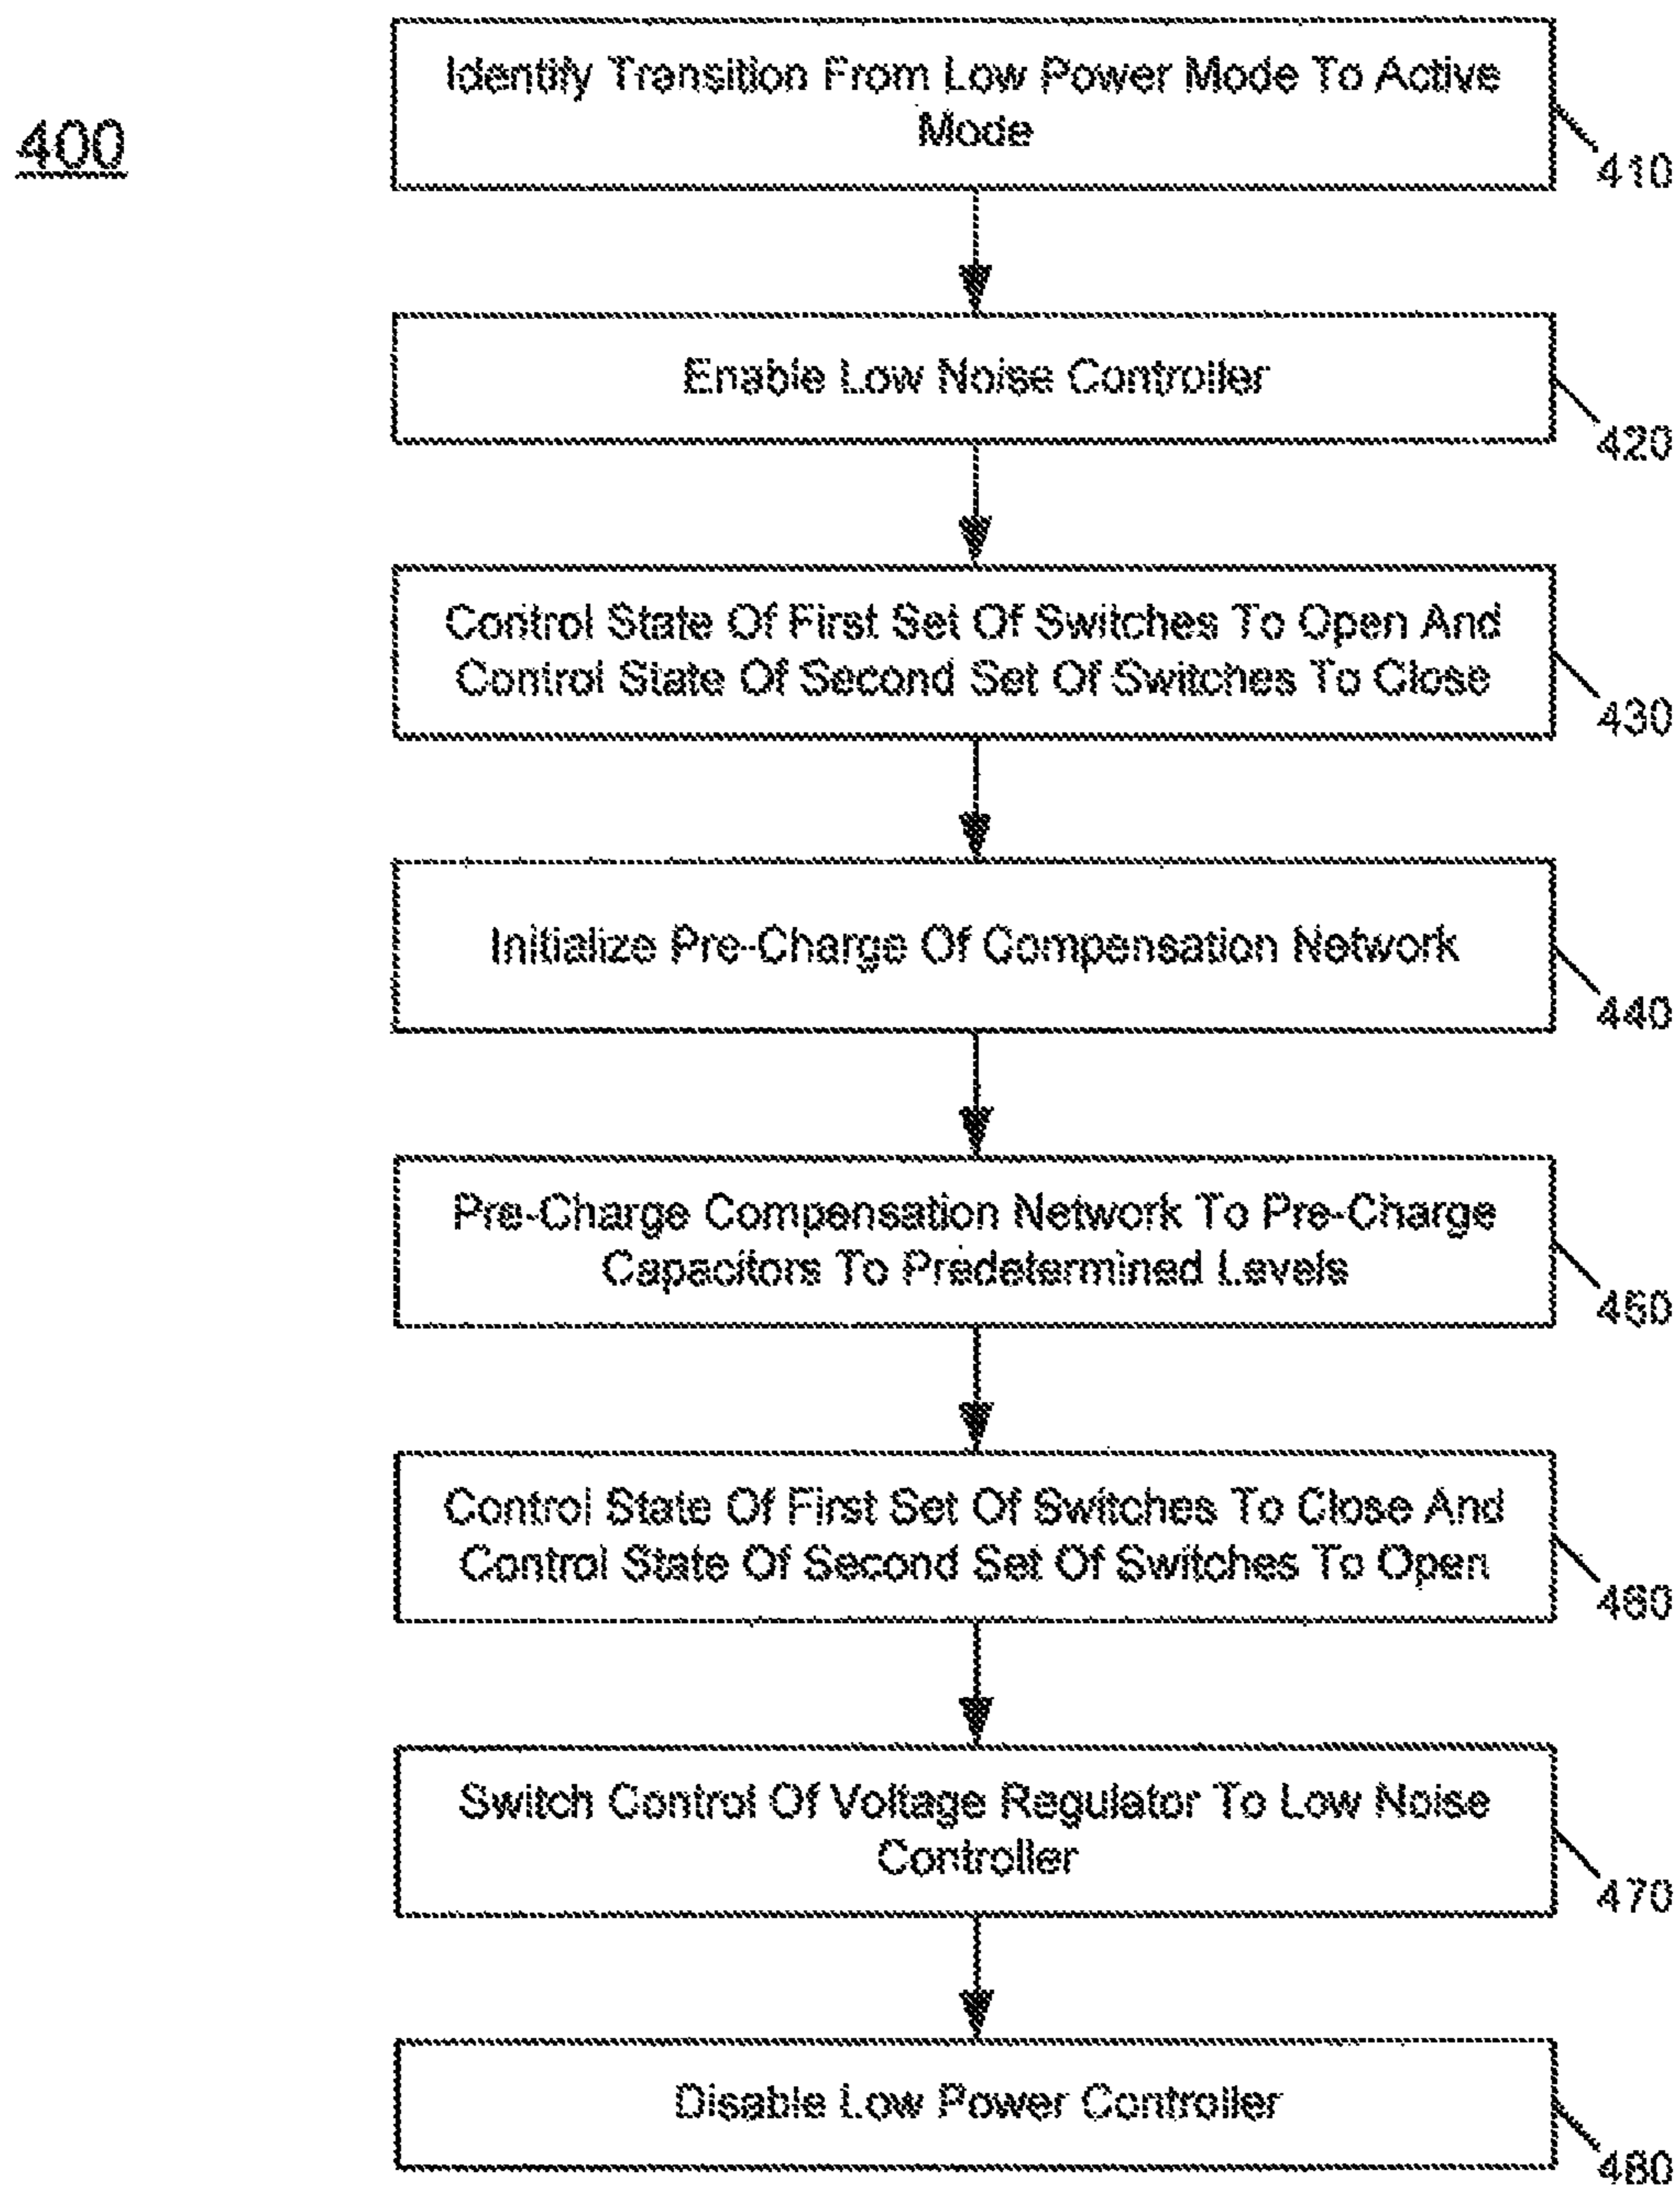 400
Identify Transition From Low Power Mode To Active
Mode
410
Enable Low Noise Controller
420
Control State Of First Set Of Switches To Open And
Control State Of Second Set Of Switches To Close
430
Initialize Pre-Charge Of Compensation Network
440
Pre-Charge Compensation Network To Pre-Charge
Capacitors To Predetermined Levels
450
Control State Of First Set Of Switches To Close And
Control State Of Second Set Of Switches To Open
460
Switch Control Of Voltage Regulator To Low Noise
Controller
470
Disable Low Power Controller
480